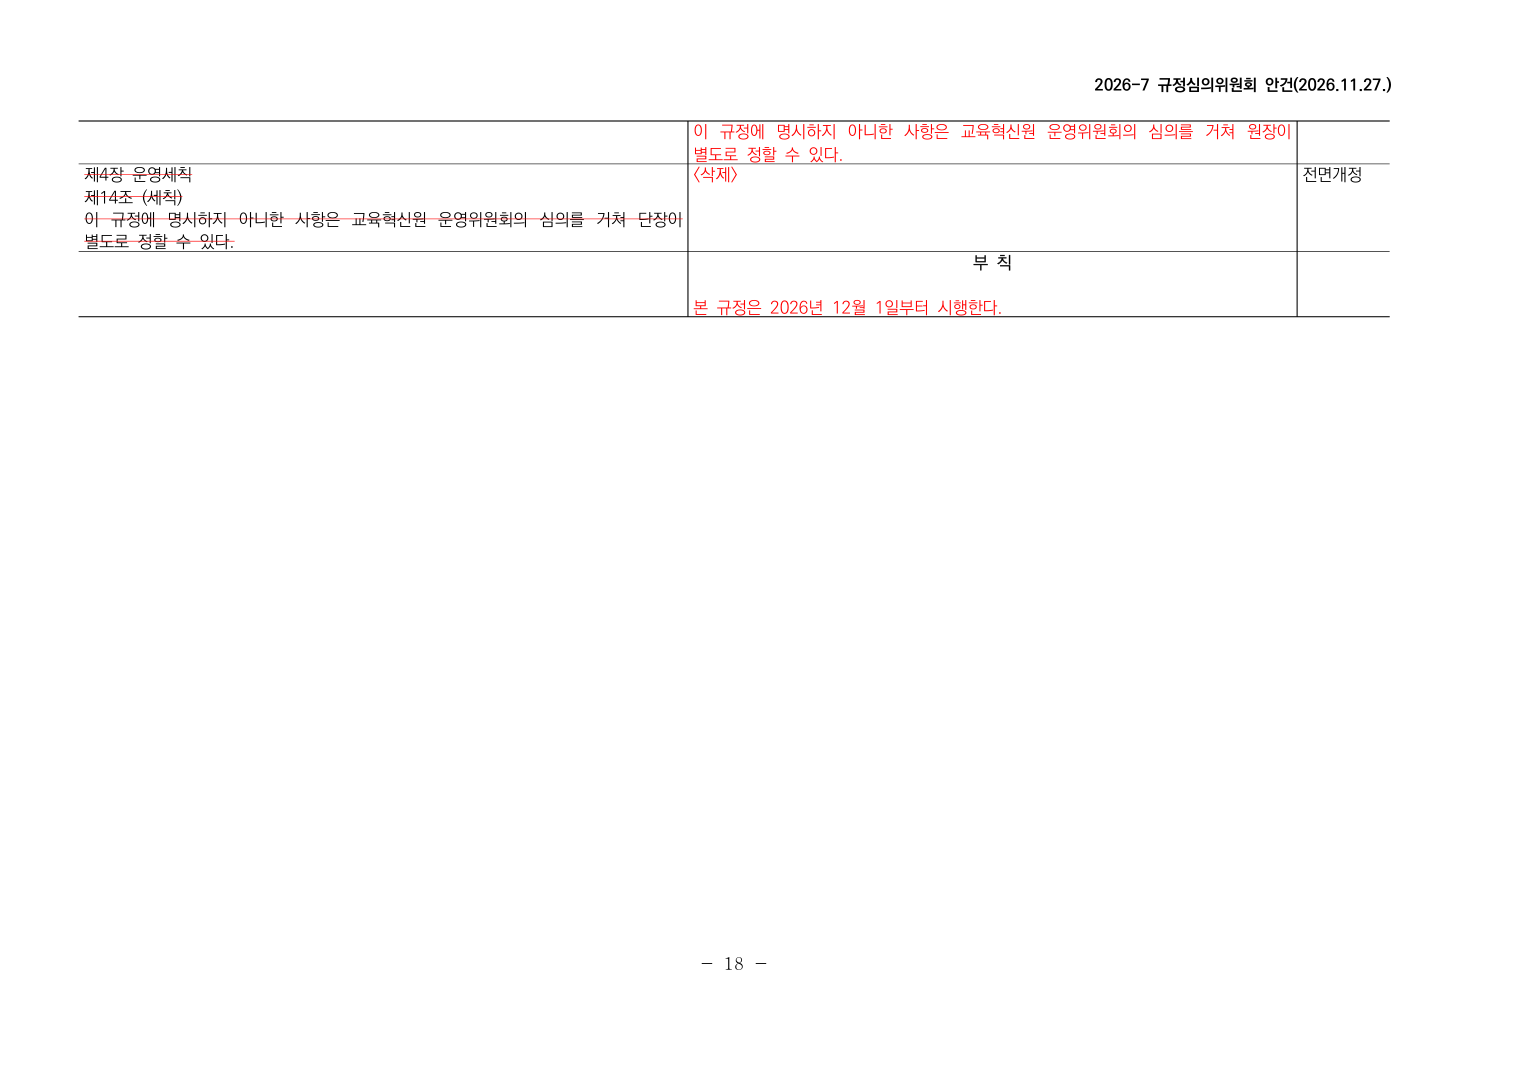 2026-7 규정심의위원회 안건(2026.11.27.)
이 규정에 명시하지 아니한 사항은 교육혁신원 운영위원회의 심의를 거쳐 원장이
별도로 정할 수 있다.
제4장 운영세칙
제14조 (세칙)
이 규정에 명시하지 아니한 사항은 교육혁신원 운영위원회의 심의를 거쳐 단장이
별도로 정할 수 있다.
<삭제>
전면개정
부 칙
본 규정은 2026년 12월 1일부터 시행한다.
- 18 -